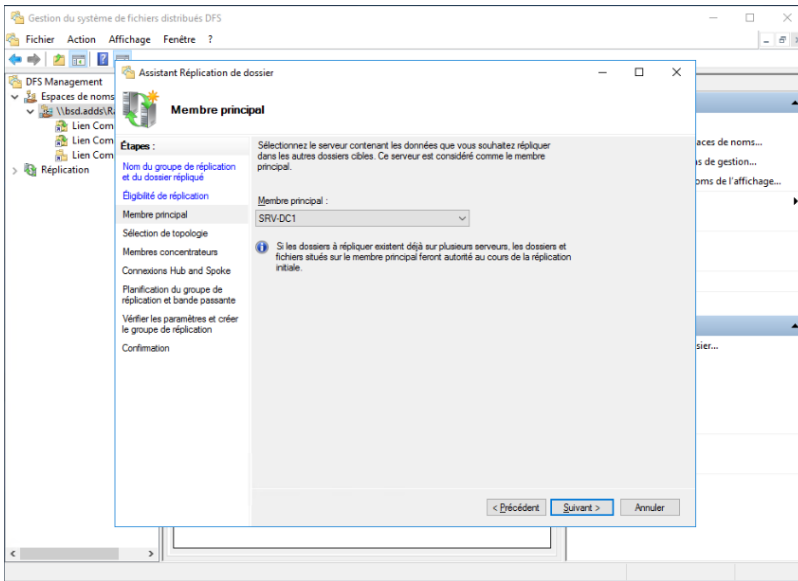 Gestion du système de fichiers distribués DFS
Fichier Action Affichage Fenêtre ?
DFS Management
Espaces de noms
\\bsd.adds\R
Lien Com
Lien Com
Lien Com
Réplication
Assistant Réplication de dossier
Membre principal
Étapes :
Nom du groupe de réplication
et du dossier répliqué
Éligibilité de réplication
Membre principal
Sélection de topologie
Membres concentrateurs
Connexions Hub and Spoke
Planification du groupe de
réplication et bande passante
Vérifier les paramètres et créer
le groupe de réplication
Confirmation
Sélectionnez le serveur contenant les données que vous souhaitez répliquer
dans les autres dossiers cibles. Ce serveur est considéré comme le membre
principal.
Membre principal :
SRV-DC1
Si les dossiers à répliquer existent déjà sur plusieurs serveurs, les dossiers et
fichiers situés sur le membre principal feront autorité au cours de la réplication
initiale.
< Précédent
Suivant >
Annuler
aces de noms...
s de gestion...
oms de l'affichage...
sier...